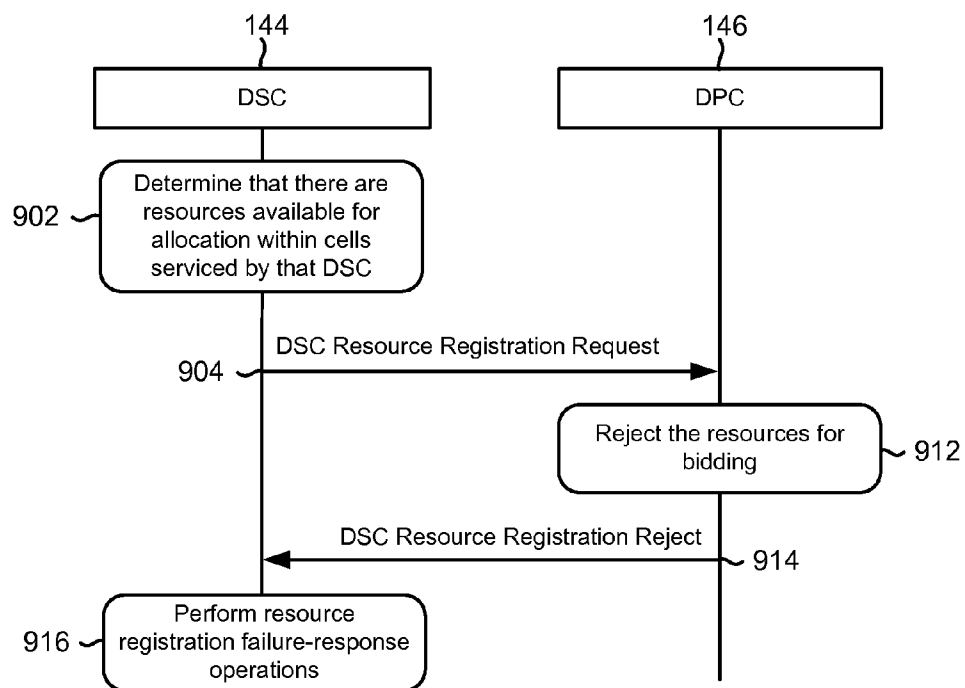 144
146
DSC
DPC
902
Determine that there are
resources available for
allocation within cells
serviced by that DSC
DSC Resource Registration Request
904
Reject the resources for
bidding
912
DSC Resource Registration Reject
914
916
Perform resource
registration failure-response
operations